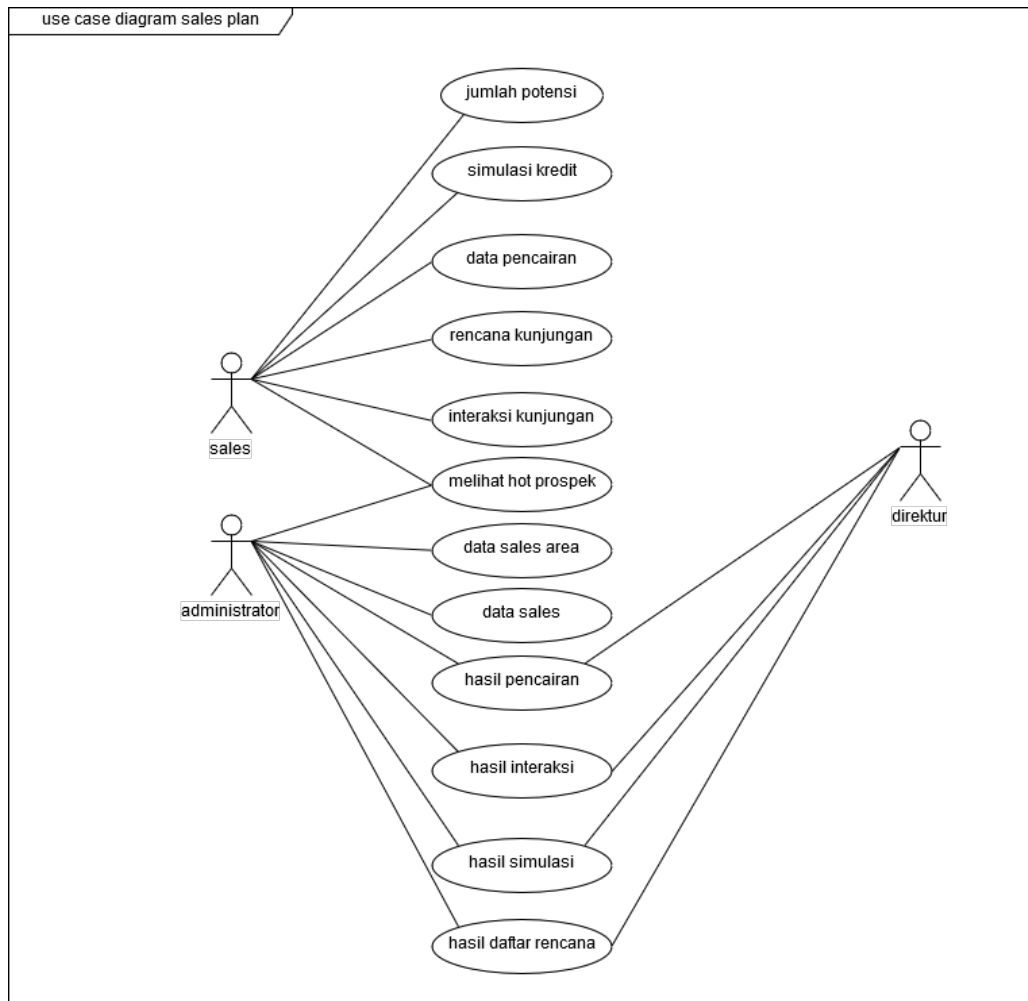 use case diagram sales plan
jumlah potensi
simulasi kredit
data pencairan
rencana kunjungan
sales
interaksi kunjungan
melihat hot prospek
direktur
administrator
data sales area
data sales
hasil pencairan
hasil interaksi
hasil simulasi
hasil daftar rencana